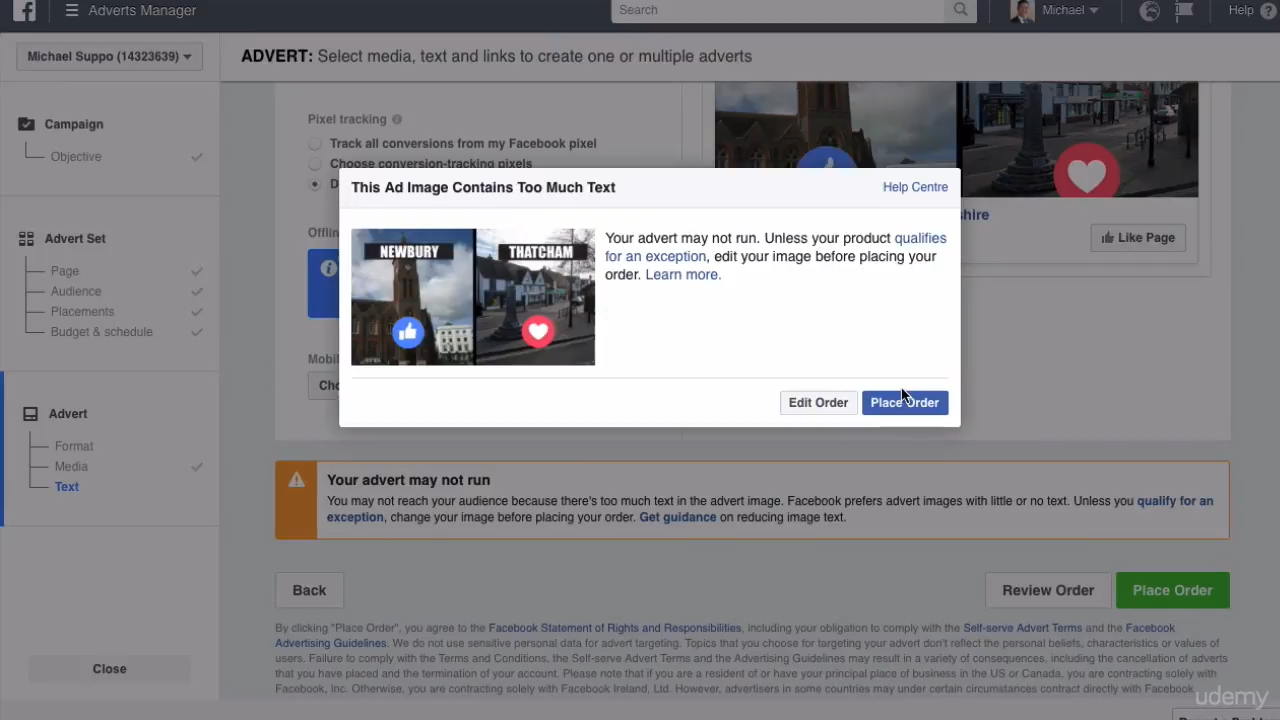 Adverts Manager
Search
Michael
Help
Michael Suppo (14323639)
ADVERT: Select media, text and links to create one or multiple adverts
Campaign
Objective
Advert Set
Page
Audience
Placements
Budget & schedule
Advert
Format
Media
Text
Close
Pixel tracking
Track all conversions from my Facebook pixel
Choose conversion-tracking pixels
This Ad Image Contains Too Much Text
Help Centre
NEWBURY
THATCHAM
Your advert may not run. Unless your product qualifies
for an exception, edit your image before placing your
order. Learn more.
Edit Order
Place Order
Like Page
Your advert may not run
You may not reach your audience because there's too much text in the advert image. Facebook prefers advert images with little or no text. Unless you qualify for an
exception, change your image before placing your order. Get guidance on reducing image text.
Back
Review Order
Place Order
By clicking "Place Order", you agree to the Facebook Statement of Rights and Responsibilities, including your obligation to comply with the Self-serve Advert Terms and the Facebook
Advertising Guidelines. We do not use sensitive personal data for advert targeting. Topics that you choose for targeting your advert don't reflect the personal beliefs, characteristics or values of
users. Failure to comply with the Terms and Conditions, the Self-serve Advert Terms and the Advertising Guidelines may result in a variety of consequences, including the cancellation of adverts
that you have placed and the termination of your account. Please note that if you are a resident of or have your principal place of business in the US or Canada, you are contracting solely with
Facebook, Inc. Otherwise, you are contracting solely with Facebook Ireland, Ltd. However, advertisers in some countries may under certain circumstances contract directly with Facebook
udemy